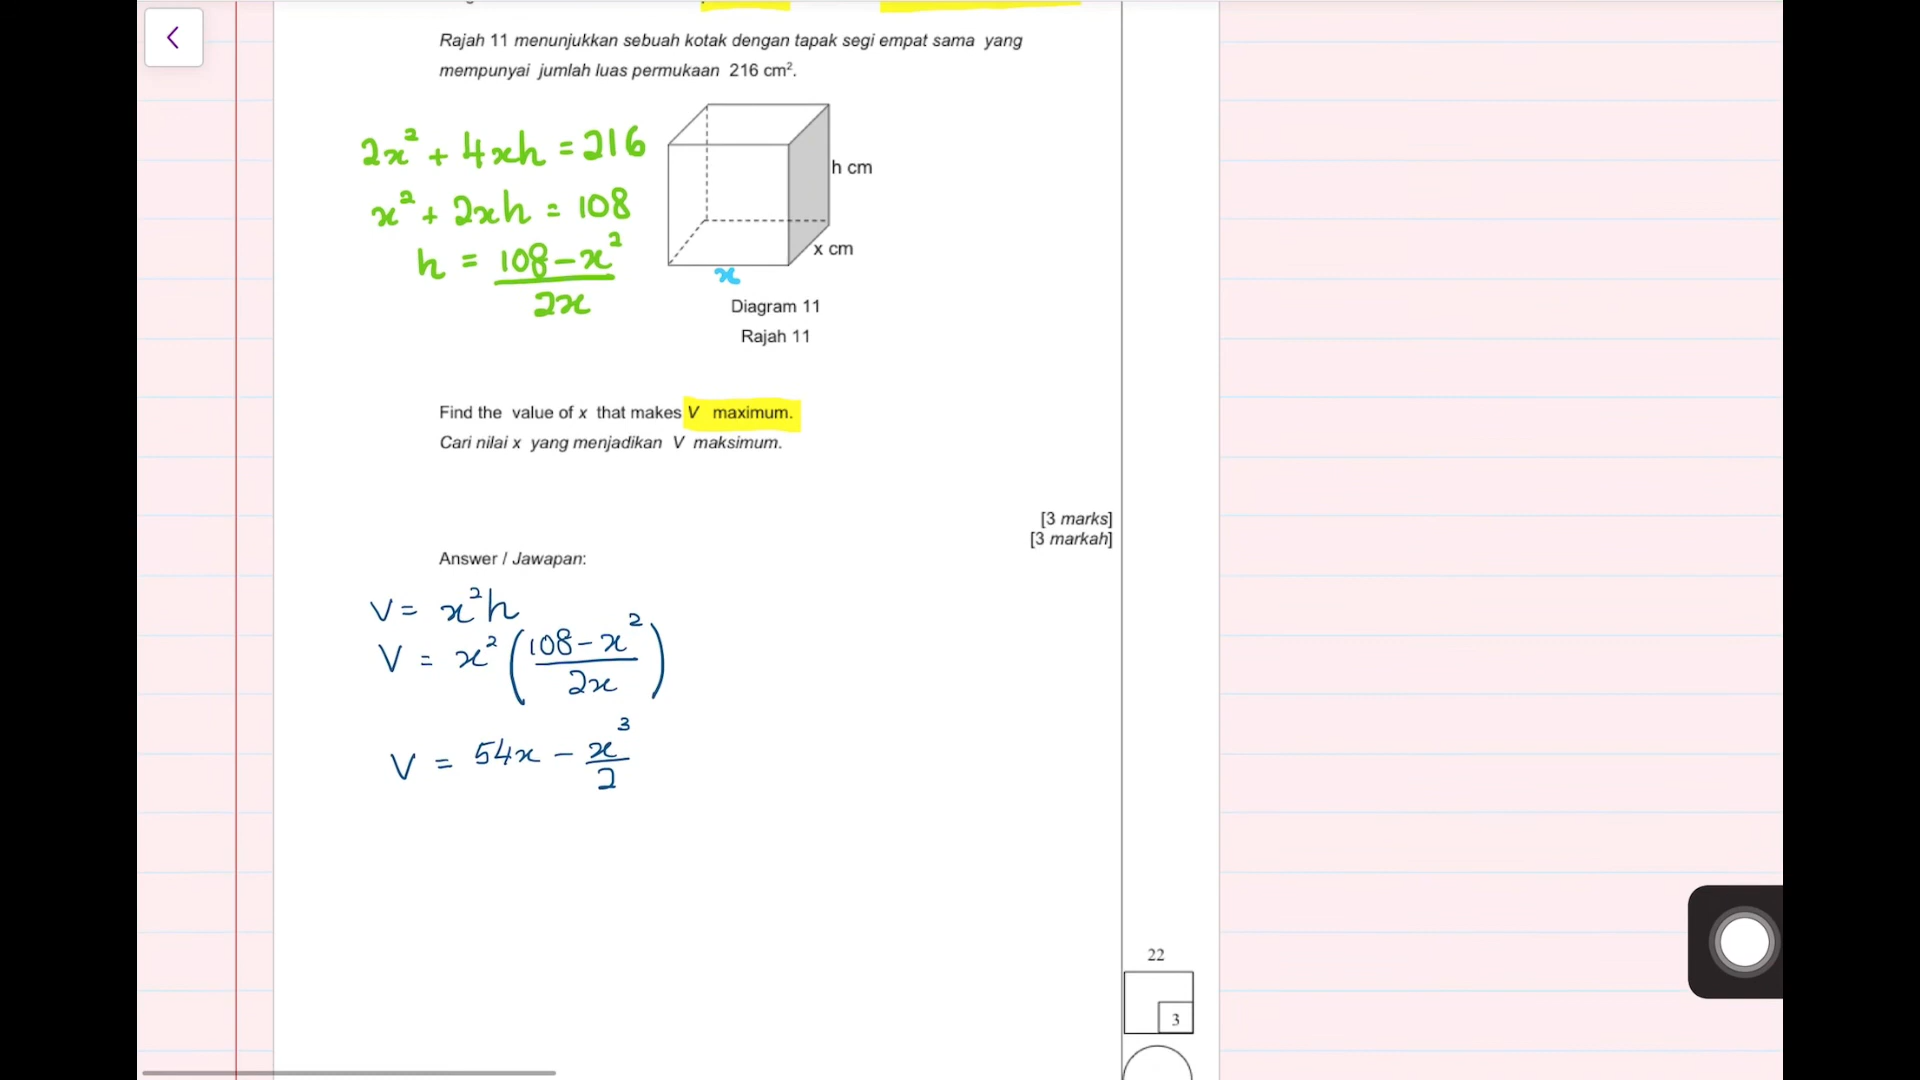 Rajah 11 menunjukkan sebuah kotak dengan tapak segi empat sama yang
mempunyai jumlah luas permukaan 216 cm².
2x² + 4xh = 216
x² + 2xh = 108
h = (108 - x²)/2x
h cm
x cm
x
Diagram 11
Rajah 11
Find the value of x that makes V maximum.
Cari nilai x yang menjadikan V maksimum.
[3 marks]
[3 markah]
Answer / Jawapan:
V = x²h
V = x² ((108 - x²)/2x)
V = 54x - x³/2
22
3